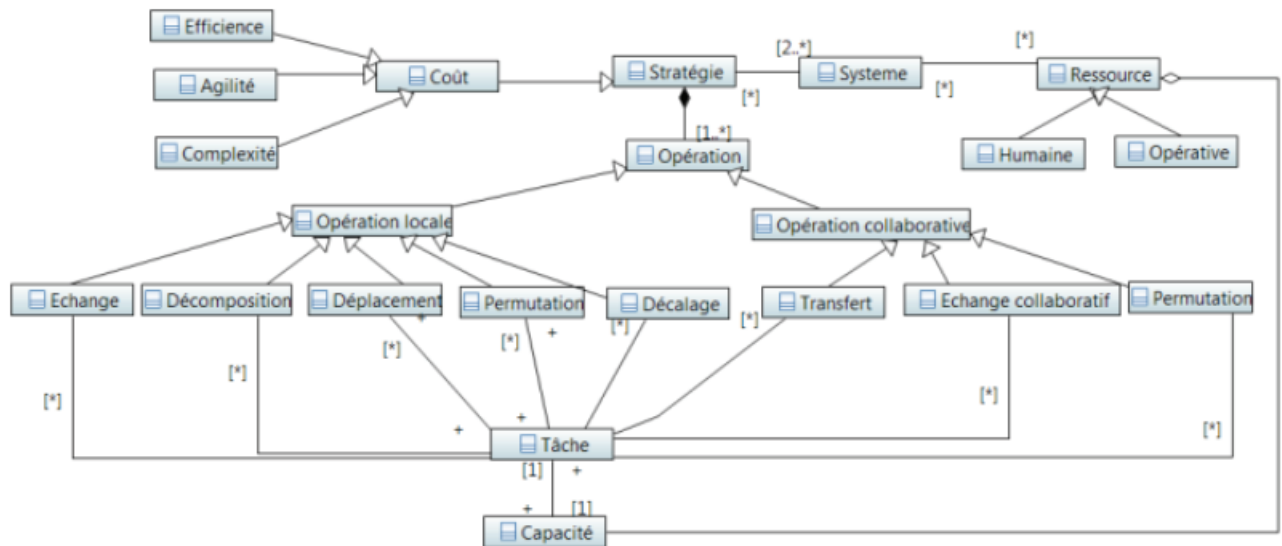 Efficience
Agilité
Complexité
Coût
Stratégie
[*]
[2..*]
Systeme
[*]
[*]
Ressource
Humaine
Opérative
[1..*]
Opération
Opération locale
Opération collaborative
Echange
Décomposition
Déplacement
Permutation
Décalage
Transfert
Echange collaboratif
Permutation
+
+
[*]
[*]
[*]
[*]
[*]
[*]
[*]
[*]
+
+
Tâche
[1]
+
+
[1]
Capacité